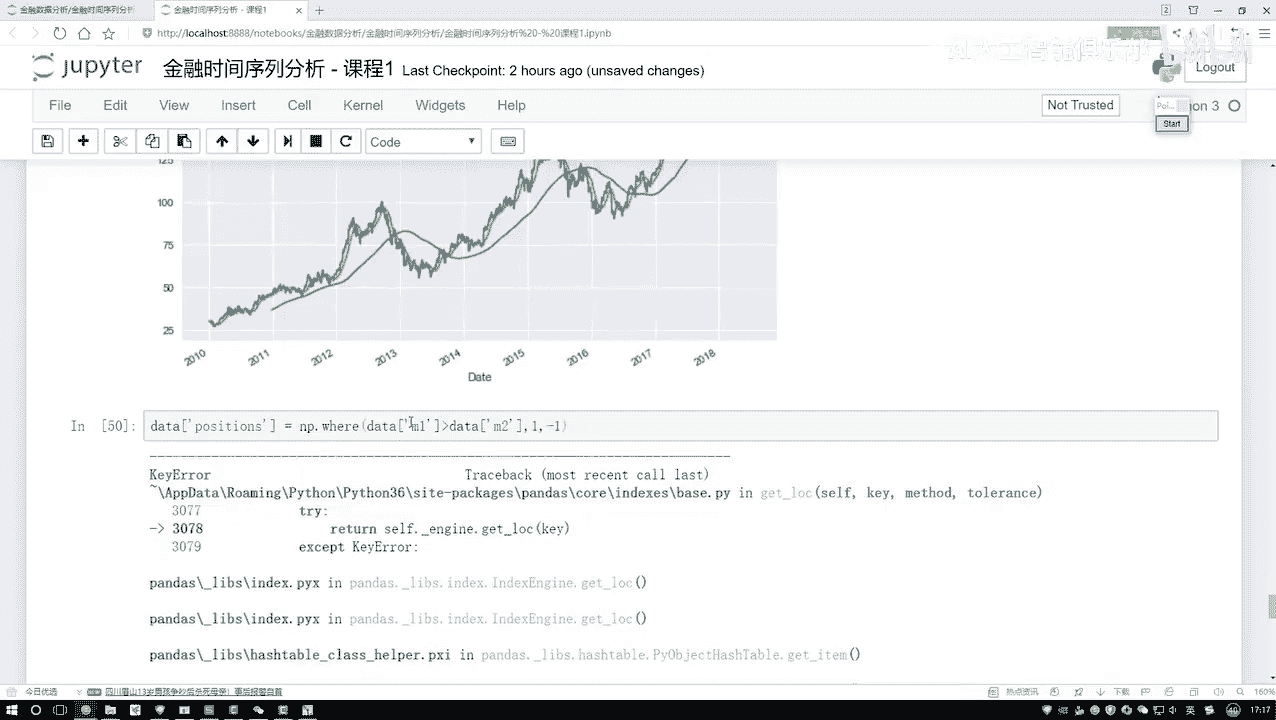 金融数据分析/金融时间序列分
金融时间序列分析 - 课程1
http://localhost:8888/notebooks/金融数据分析/金融时间序列分析/金融时间序列分析%20-%20课程1.ipynb
jupyter 金融时间序列分析 - 课程1 Last Checkpoint: 2 hours ago (unsaved changes)
Logout
File Edit View Insert Cell Kernel Widgets Help
Not Trusted
Poi...
on 3
Start
Code
125
100
75
50
25
2010 2011 2012 2013 2014 2015 2016 2017 2018
Date
In [50]: data['positions'] = np.where(data['m1']>data['m2'],1,-1)
KeyError Traceback (most recent call last)
~\AppData\Roaming\Python\Python36\site-packages\pandas\core\indexes\base.py in get_loc(self, key, method, tolerance)
3077 try:
-> 3078 return self._engine.get_loc(key)
3079 except KeyError:
pandas\_libs\index.pyx in pandas._libs.index.IndexEngine.get_loc()
pandas\_libs\index.pyx in pandas._libs.index.IndexEngine.get_loc()
pandas\_libs\hashtable_class_helper.pxi in pandas._libs.hashtable.PyObjectHashTable.get_item()
今日优选
热点资讯
下载
160%
17:17